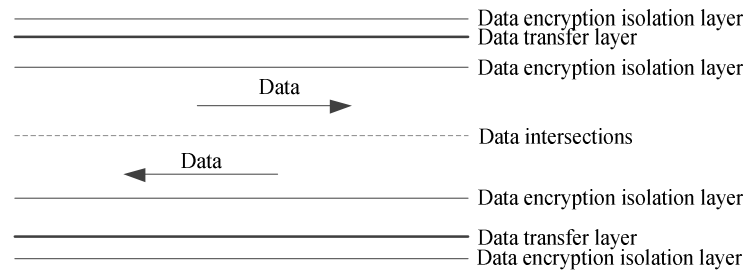 Data encryption isolation layer
Data transfer layer
Data encryption isolation layer
Data
Data intersections
Data
Data encryption isolation layer
Data transfer layer
Data encryption isolation layer